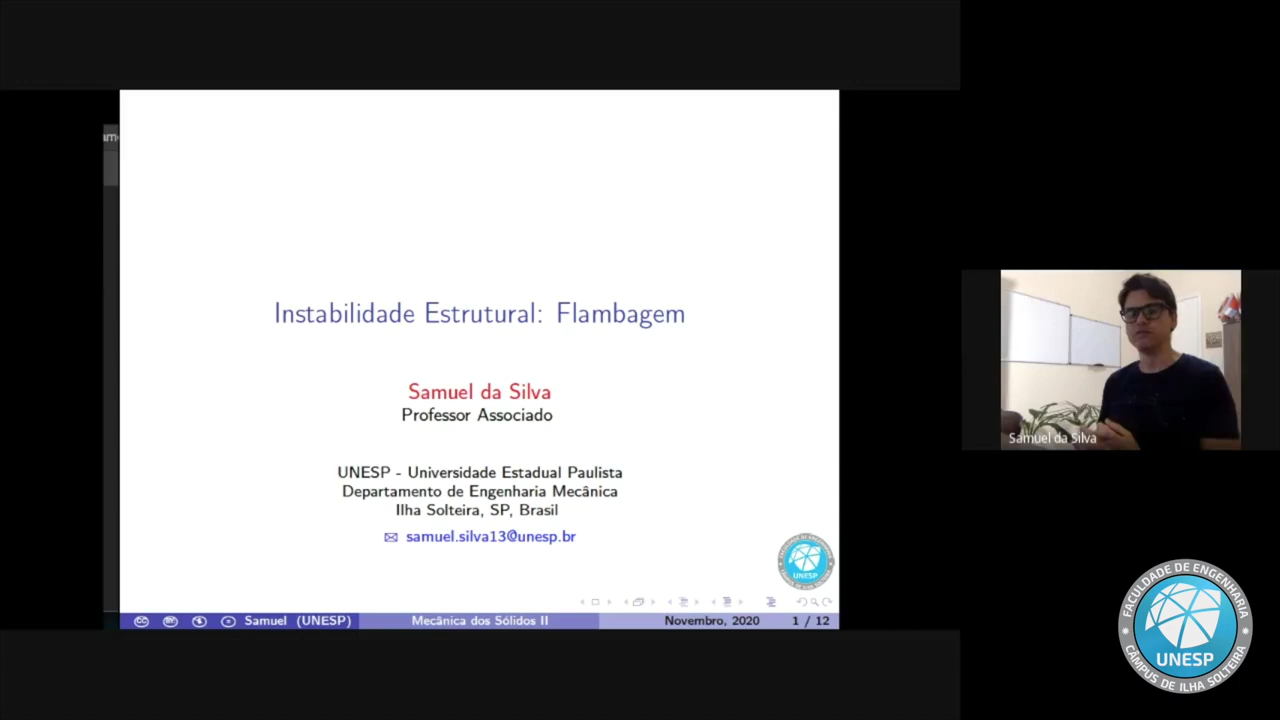 Instabilidade Estrutural: Flambagem
Samuel da Silva
Professor Associado
UNESP - Universidade Estadual Paulista
Departamento de Engenharia Mecânica
Ilha Solteira, SP, Brasil
samuel.silva13@unesp.br
UNESP
Samuel (UNESP)
Mecânica dos Sólidos II
Novembro, 2020
1 / 12
Samuel da Silva
FACULDADE DE ENGENHARIA
UNESP
CÂMPUS DE ILHA SOLTEIRA